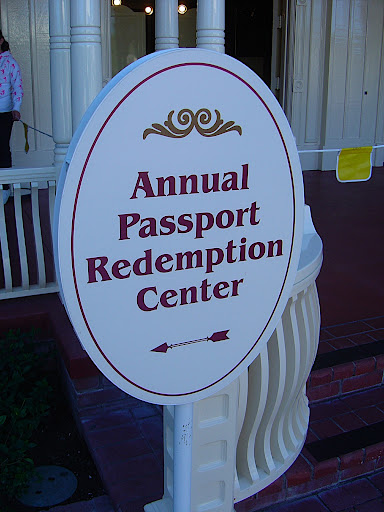 Annual
Passport
Redemption
Center